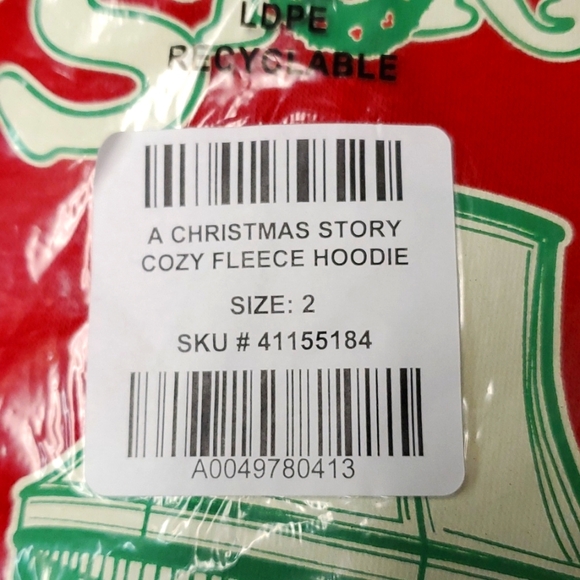 LDPE
RECYCLABLE
A CHRISTMAS STORY
COZY FLEECE HOODIE
SIZE: 2
SKU # 41155184
A0049780413